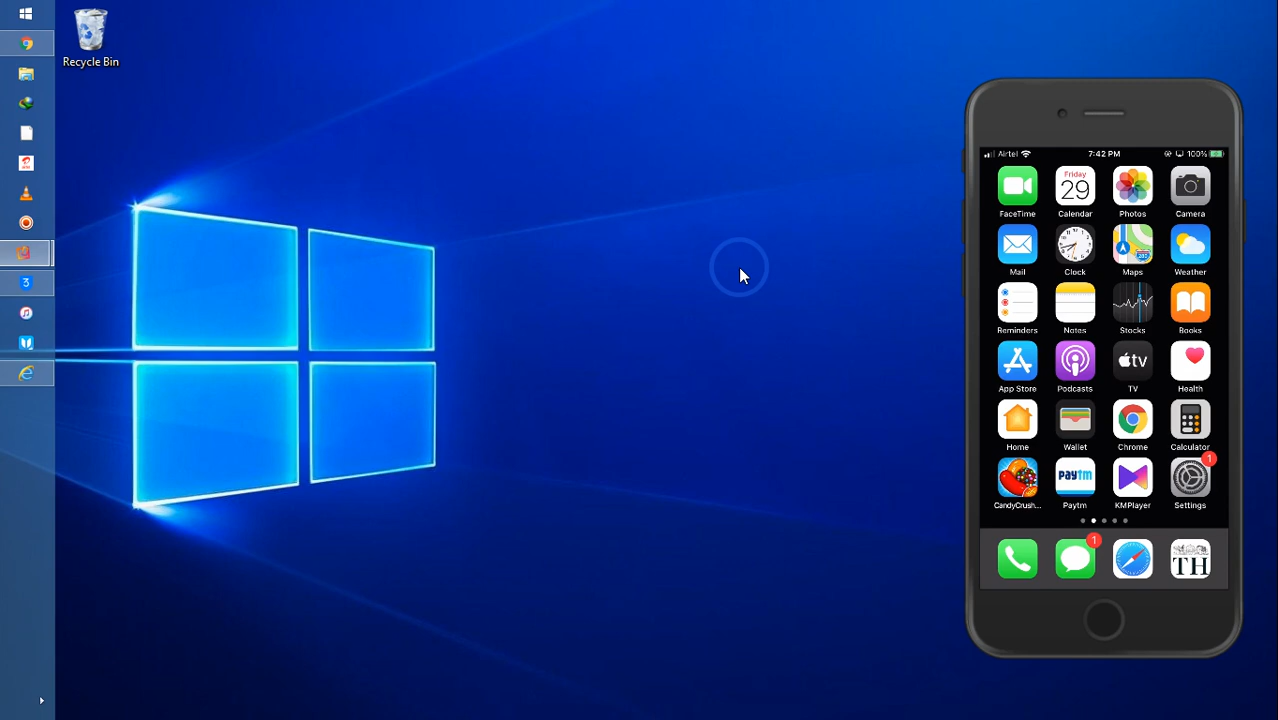 Recycle Bin
Airtel 7:42 PM 100%
Friday
29
FaceTime Calendar Photos Camera
280
Mail Clock Maps Weather
Reminders Notes Stocks Books
tv
App Store Podcasts TV Health
Home Wallet Chrome Calculator
1
paytm
CandyCrush... Paytm KMPlayer Settings
1
TH
3